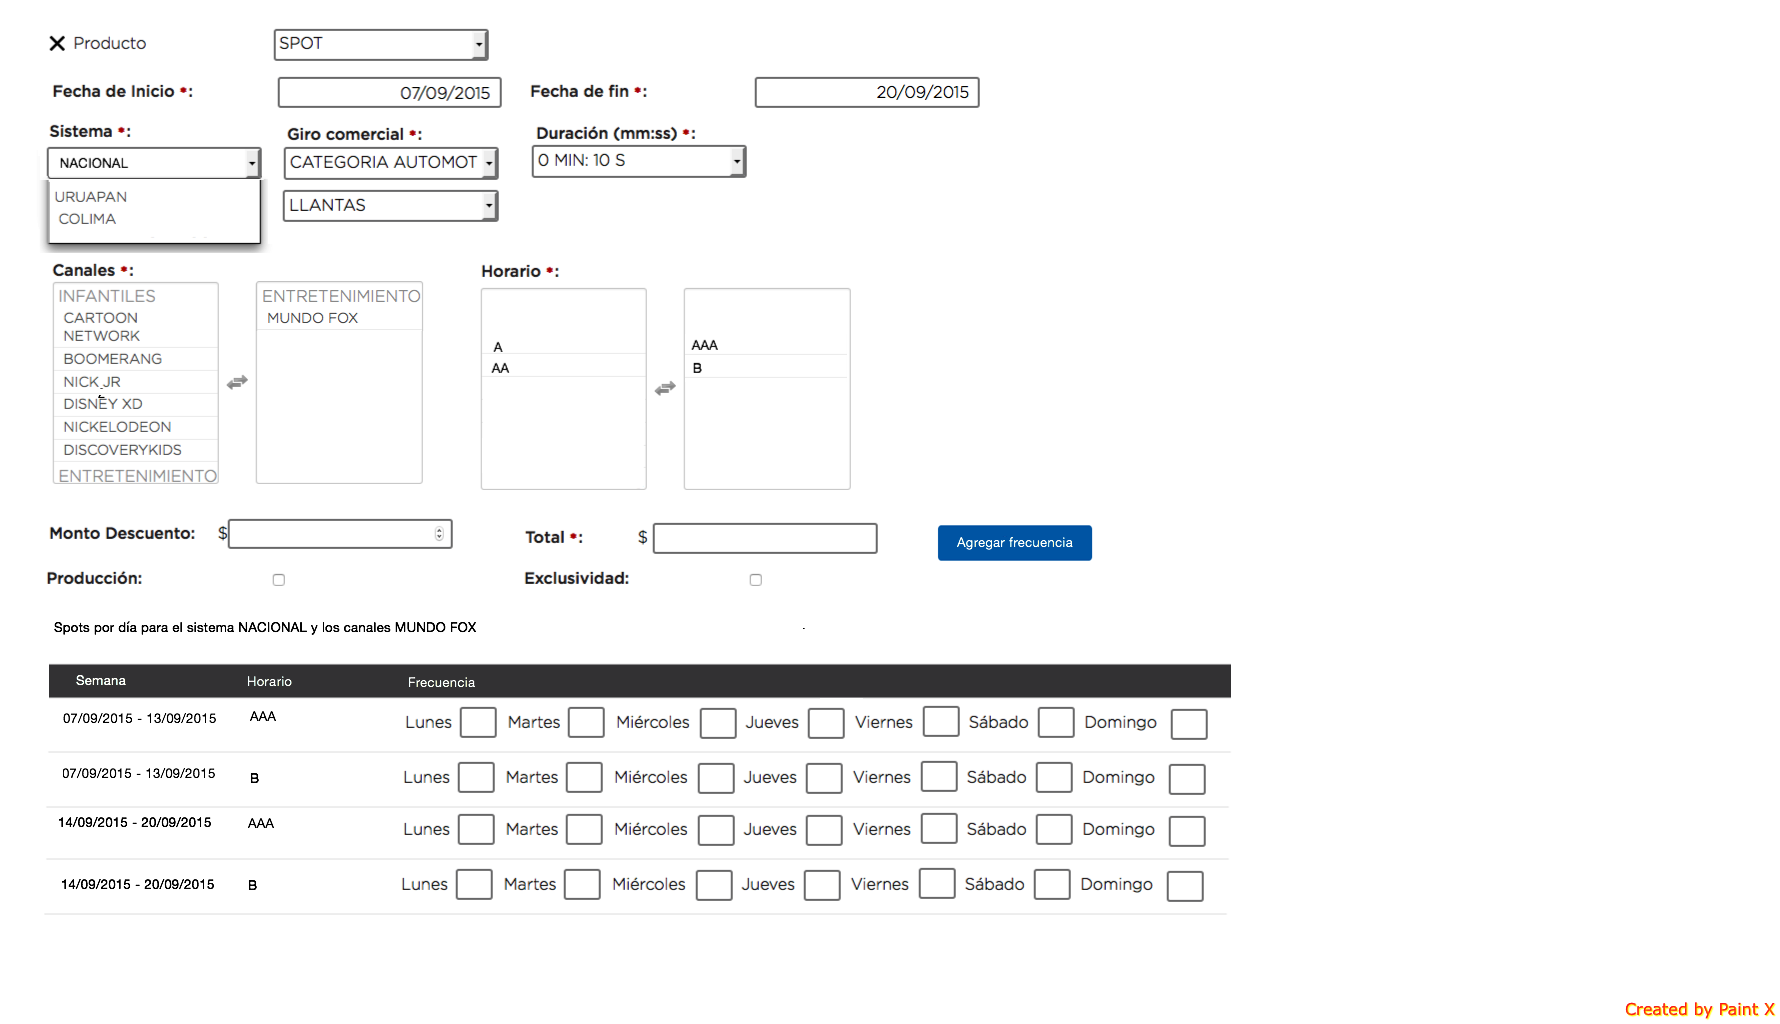 Producto SPOT
Fecha de Inicio *: 07/09/2015 Fecha de fin *: 20/09/2015
Sistema *: Giro comercial *: Duración (mm:ss) *:
NACIONAL CATEGORIA AUTOMOT 0 MIN: 10 S
URUAPAN LLANTAS
COLIMA
Canales *: Horario *:
INFANTILES ENTRETENIMIENTO
CARTOON MUNDO FOX
NETWORK A AAA
BOOMERANG AA B
NICK JR
DISNEY XD
NICKELODEON
DISCOVERYKIDS
ENTRETENIMIENTO
Monto Descuento: $ Total *: $ Agregar frecuencia
Producción: Exclusividad:
Spots por día para el sistema NACIONAL y los canales MUNDO FOX
Semana Horario Frecuencia
07/09/2015 - 13/09/2015 AAA Lunes Martes Miércoles Jueves Viernes Sábado Domingo
07/09/2015 - 13/09/2015 B Lunes Martes Miércoles Jueves Viernes Sábado Domingo
14/09/2015 - 20/09/2015 AAA Lunes Martes Miércoles Jueves Viernes Sábado Domingo
14/09/2015 - 20/09/2015 B Lunes Martes Miércoles Jueves Viernes Sábado Domingo
Created by Paint X